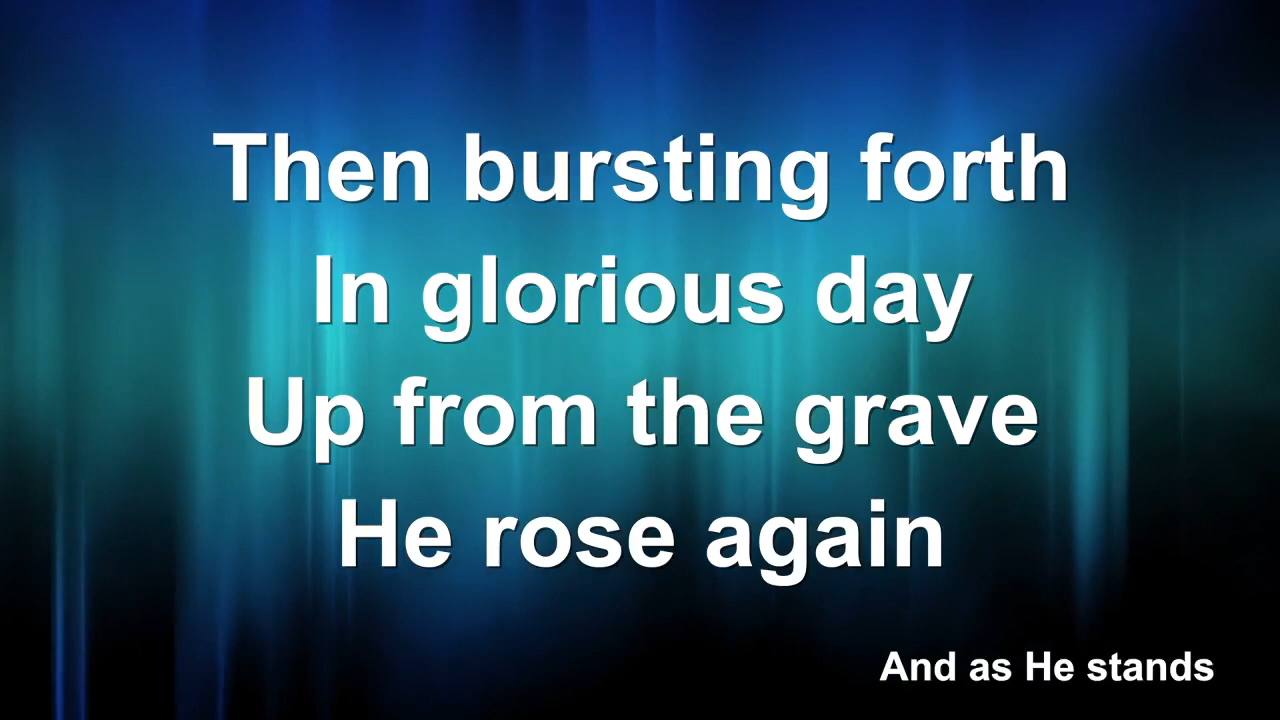 Then bursting forth
In glorious day
Up from the grave
He rose again
And as He stands